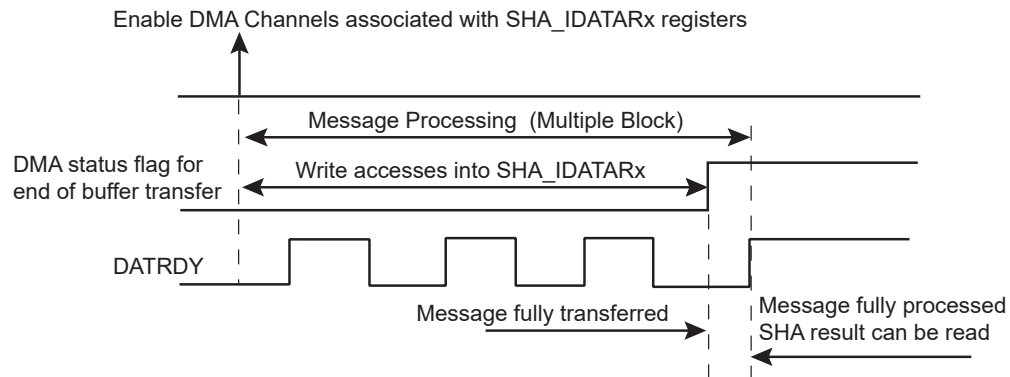 Enable DMA Channels associated with SHA_IDATARx registers
Message Processing (Multiple Block)
DMA status flag for
end of buffer transfer
Write accesses into SHA_IDATARx
DATRDY
Message fully transferred
Message fully processed
SHA result can be read